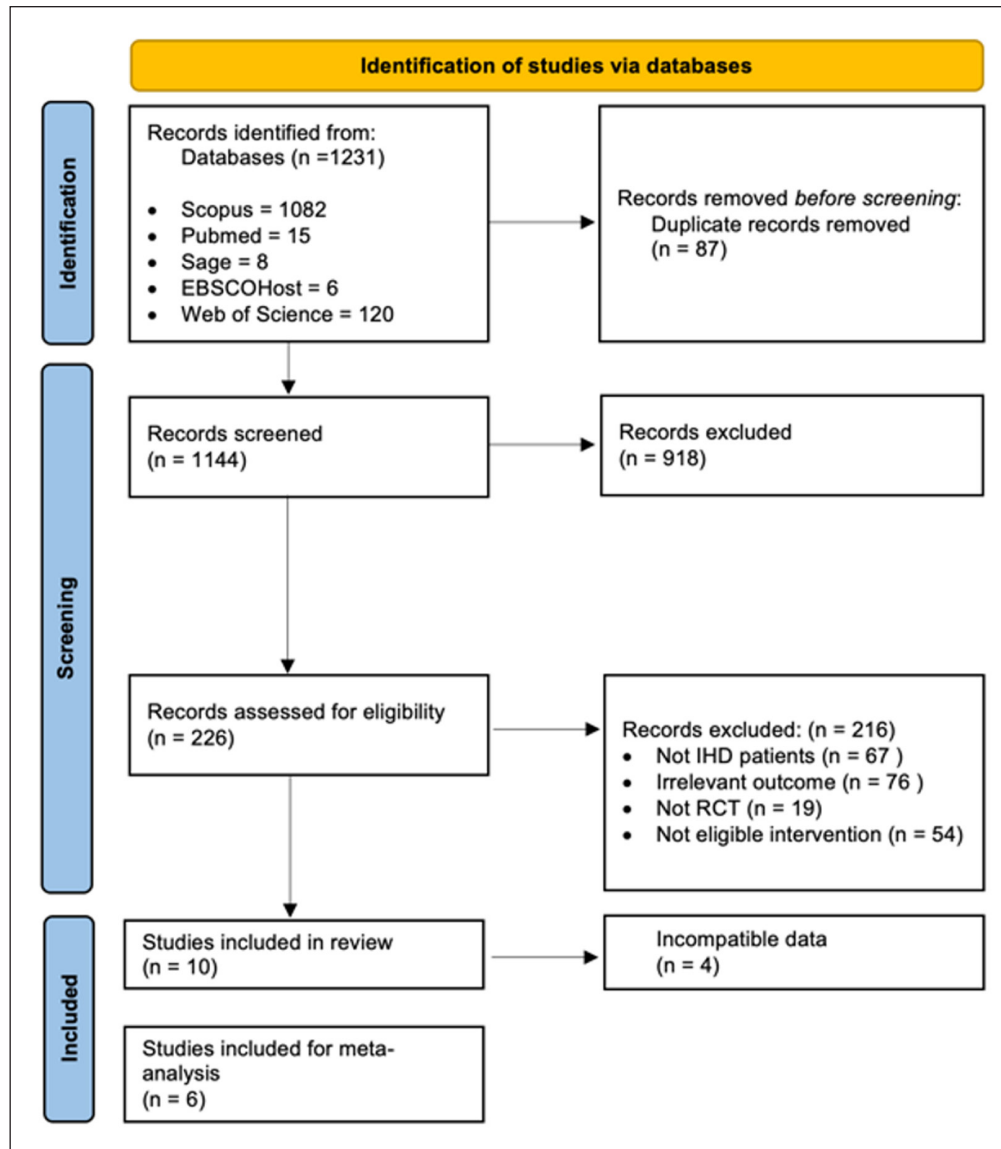 Identification of studies via databases
Identification
Records identified from:
Databases (n =1231)
• Scopus = 1082
• Pubmed = 15
• Sage = 8
• EBSCOHost = 6
• Web of Science = 120
Records removed before screening:
Duplicate records removed
(n = 87)
Screening
Records screened
(n = 1144)
Records excluded
(n = 918)
Records assessed for eligibility
(n = 226)
Records excluded: (n = 216)
• Not IHD patients (n = 67 )
• Irrelevant outcome (n = 76 )
• Not RCT (n = 19)
• Not eligible intervention (n = 54)
Included
Studies included in review
(n = 10)
Incompatible data
(n = 4)
Studies included for meta-
analysis
(n = 6)